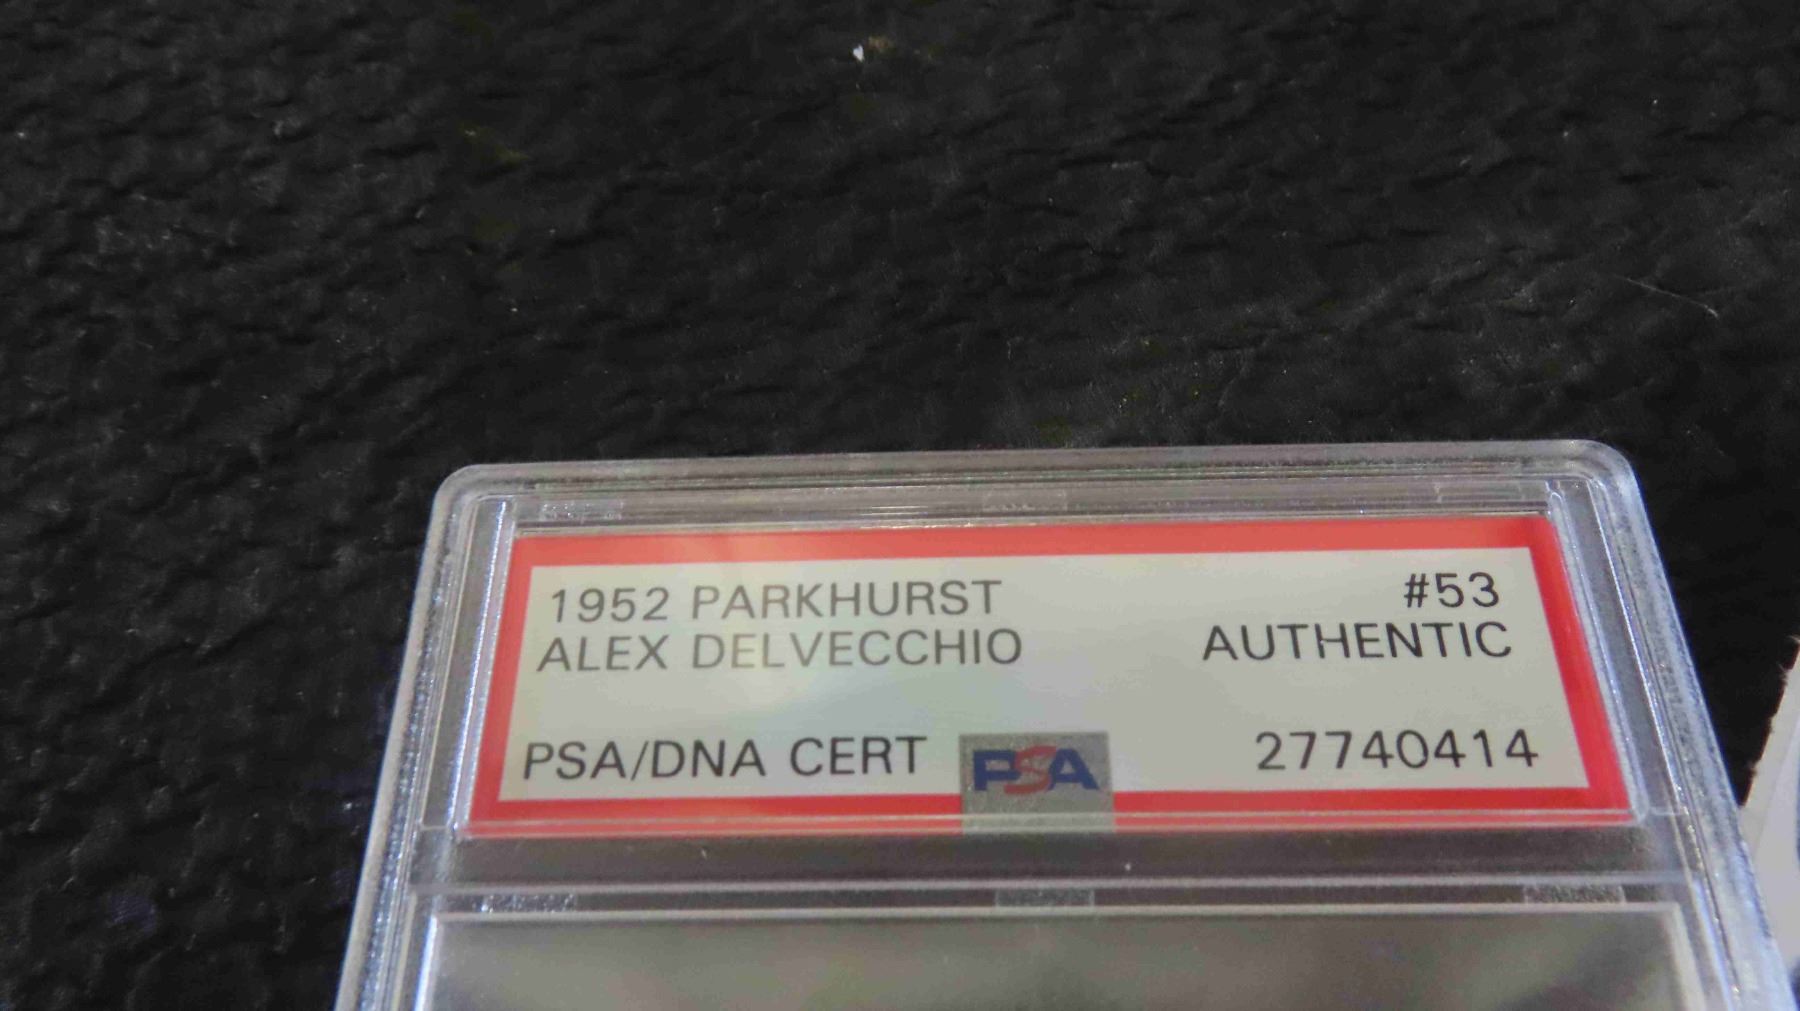 1952 PARKHURST #53
ALEX DELVECCHIO AUTHENTIC
PSA/DNA CERT PSA 27740414